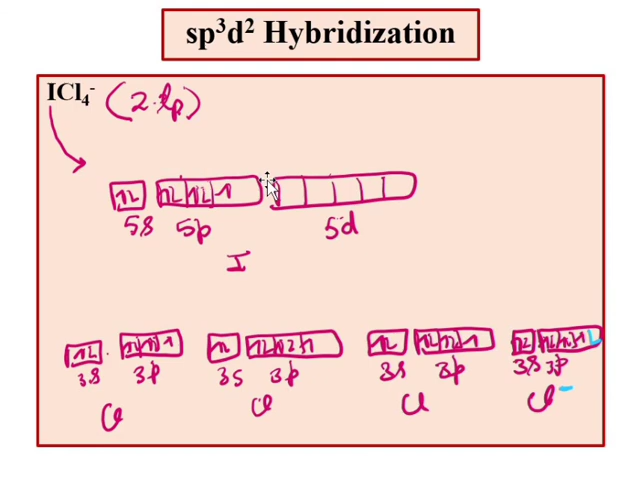 sp³d² Hybridization
ICl₄⁻ (2 lp)
5s 5p 5d
I
3s 3p 3s 3p 3s 3p 3s 3p
Cl Cl Cl Cl⁻